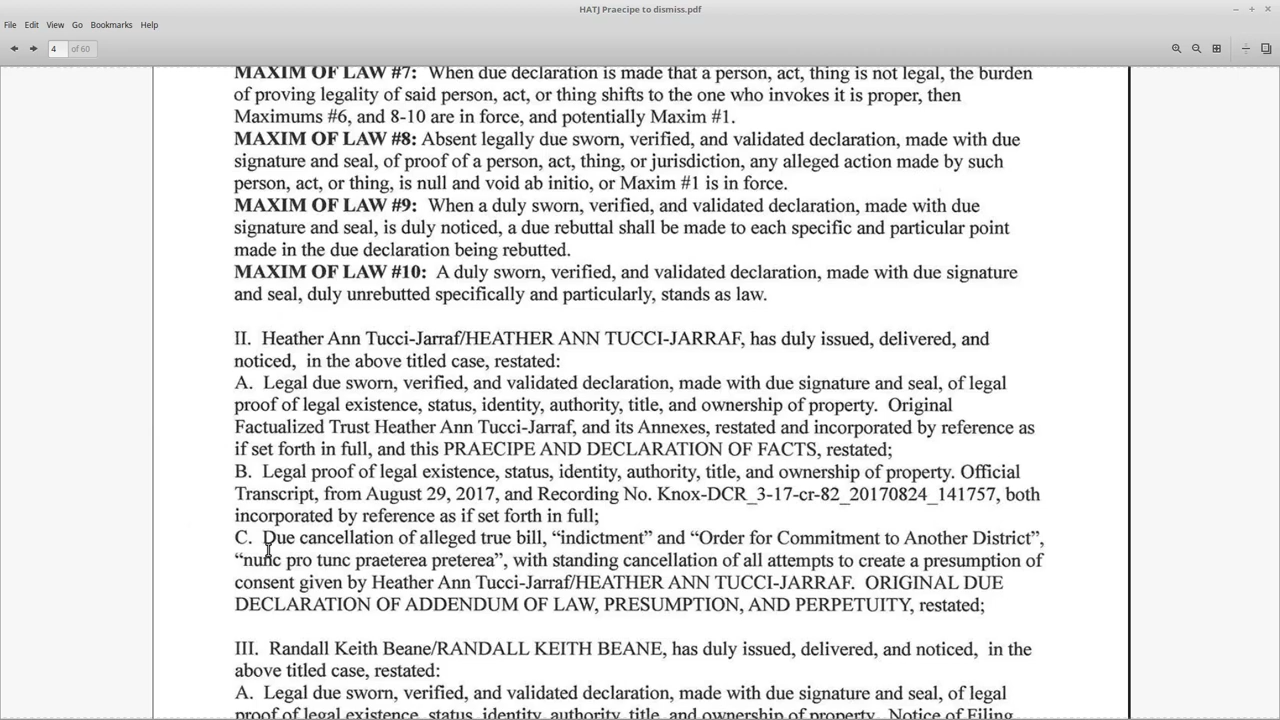 HATJ Praecipe to dismiss.pdf
File Edit View Go Bookmarks Help
4 of 60
MAXIM OF LAW #7: When due declaration is made that a person, act, thing is not legal, the burden
of proving legality of said person, act, or thing shifts to the one who invokes it is proper, then
Maximums #6, and 8-10 are in force, and potentially Maxim #1.
MAXIM OF LAW #8: Absent legally due sworn, verified, and validated declaration, made with due
signature and seal, of proof of a person, act, thing, or jurisdiction, any alleged action made by such
person, act, or thing, is null and void ab initio, or Maxim #1 is in force.
MAXIM OF LAW #9: When a duly sworn, verified, and validated declaration, made with due
signature and seal, is duly noticed, a due rebuttal shall be made to each specific and particular point
made in the due declaration being rebutted.
MAXIM OF LAW #10: A duly sworn, verified, and validated declaration, made with due signature
and seal, duly unrebutted specifically and particularly, stands as law.
II. Heather Ann Tucci-Jarraf/HEATHER ANN TUCCI-JARRAF, has duly issued, delivered, and
noticed, in the above titled case, restated:
A. Legal due sworn, verified, and validated declaration, made with due signature and seal, of legal
proof of legal existence, status, identity, authority, title, and ownership of property. Original
Factualized Trust Heather Ann Tucci-Jarraf, and its Annexes, restated and incorporated by reference as
if set forth in full, and this PRAECIPE AND DECLARATION OF FACTS, restated;
B. Legal proof of legal existence, status, identity, authority, title, and ownership of property. Official
Transcript, from August 29, 2017, and Recording No. Knox-DCR_3-17-cr-82_20170824_141757, both
incorporated by reference as if set forth in full;
C. Due cancellation of alleged true bill, “indictment” and “Order for Commitment to Another District”,
“nunc pro tunc praeterea preterea”, with standing cancellation of all attempts to create a presumption of
consent given by Heather Ann Tucci-Jarraf/HEATHER ANN TUCCI-JARRAF. ORIGINAL DUE
DECLARATION OF ADDENDUM OF LAW, PRESUMPTION, AND PERPETUITY, restated;
III. Randall Keith Beane/RANDALL KEITH BEANE, has duly issued, delivered, and noticed, in the
above titled case, restated:
A. Legal due sworn, verified, and validated declaration, made with due signature and seal, of legal
proof of legal existence, status, identity, authority, title, and ownership of property. Notice of Filing